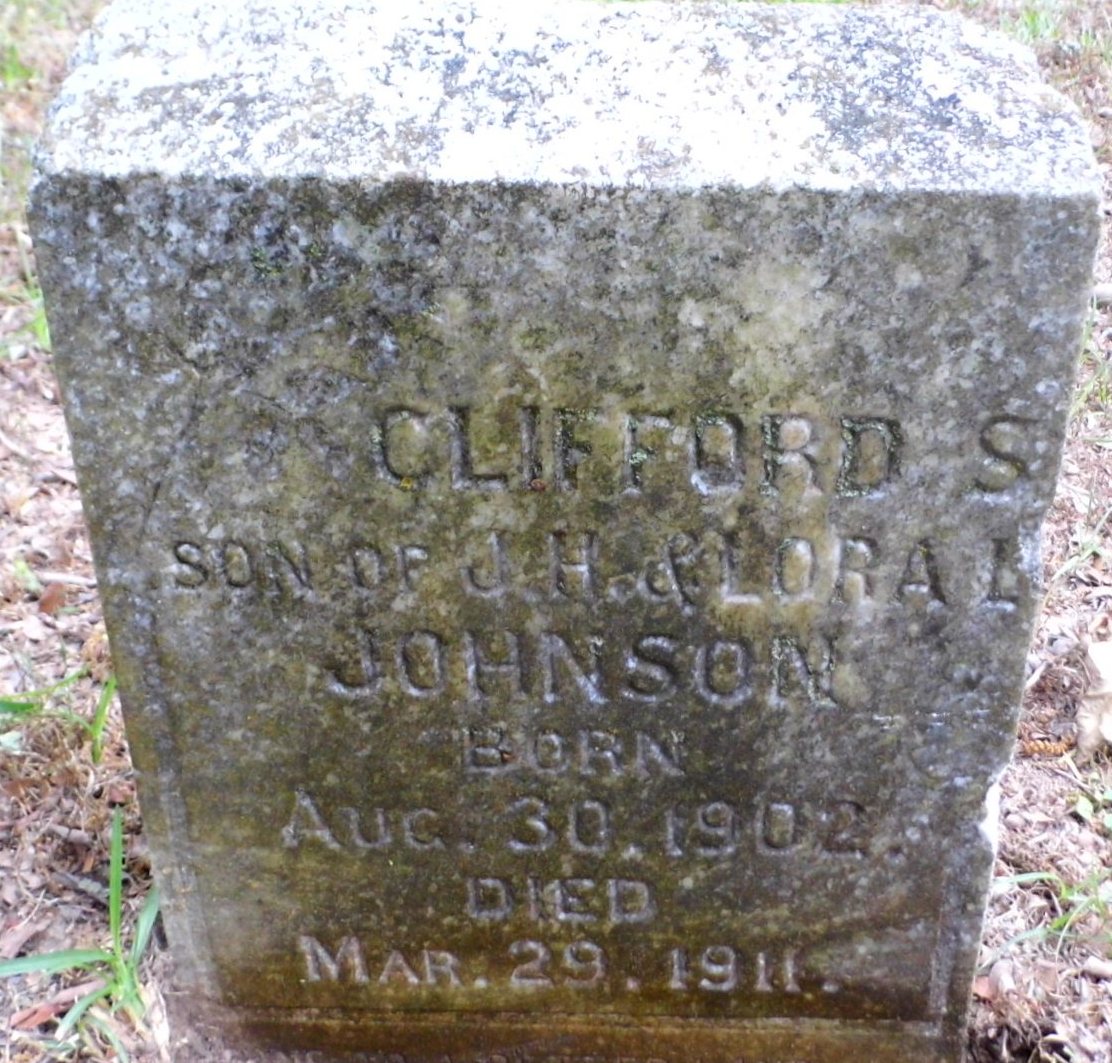 CLIFFORD S
SON OF J.H. & LORA L
JOHNSON
BORN
AUG. 30, 1902.
DIED
MAR. 29, 1911.